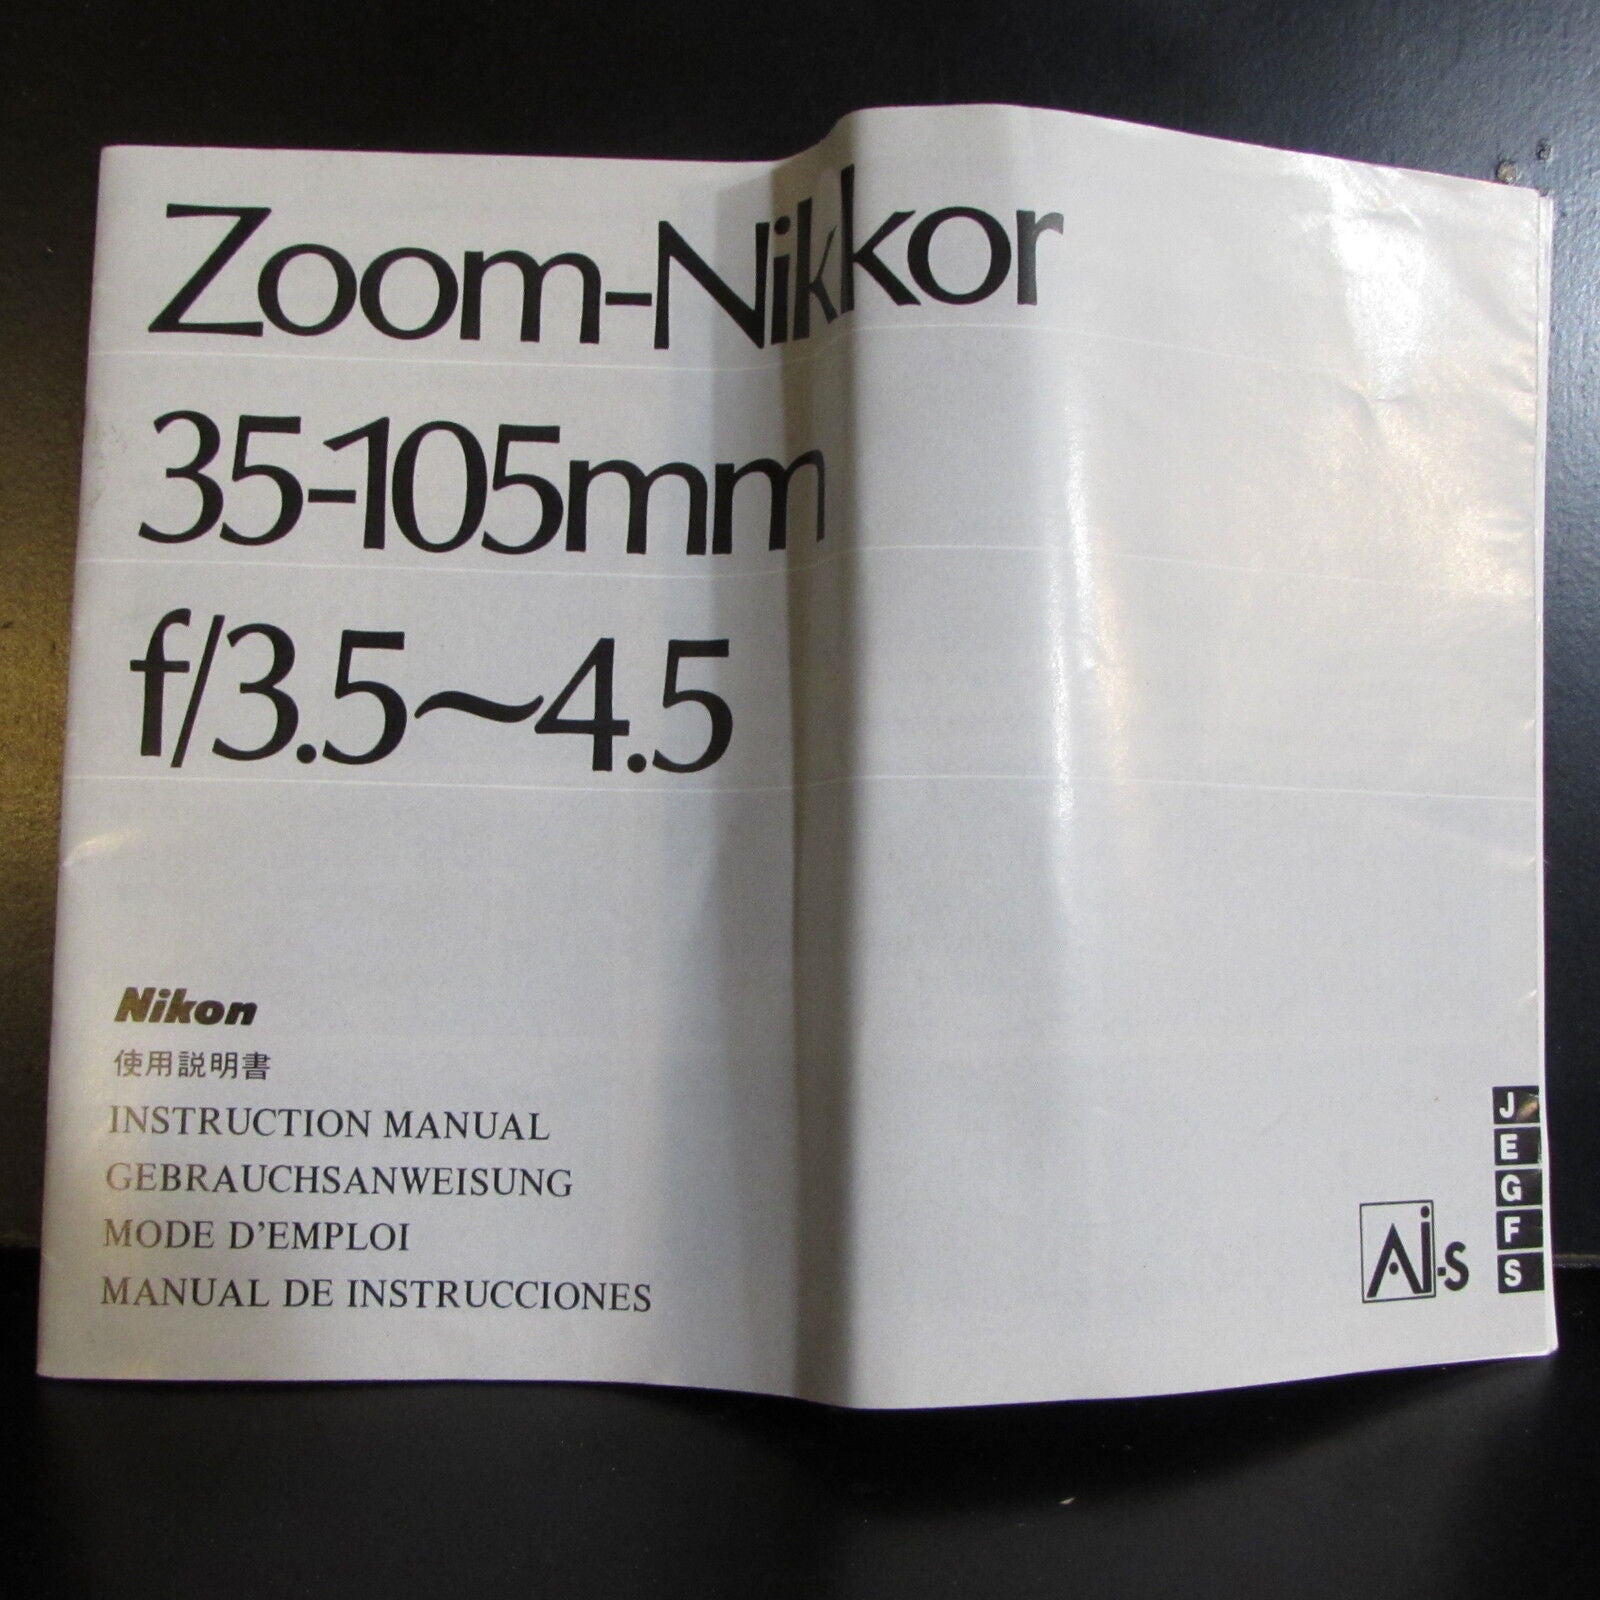 Zoom-Nikkor
35-105mm
f/3.5~4.5
Nikon
使用説明書
INSTRUCTION MANUAL
GEBRAUCHSANWEISUNG
MODE D'EMPLOI
MANUAL DE INSTRUCCIONES
Ai-s
J
E
G
F
S